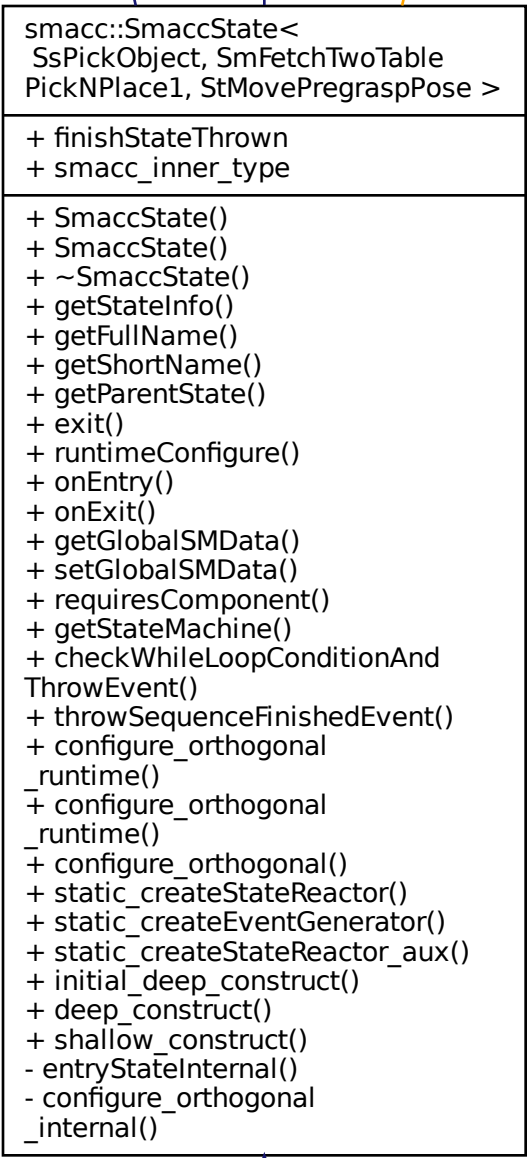 smacc::SmaccState<
SsPickObject, SmFetchTwoTable
PickNPlace1, StMovePregraspPose >
+ finishStateThrown
+ smacc_inner_type
+ SmaccState()
+ SmaccState()
+ ~SmaccState()
+ getStateInfo()
+ getFullName()
+ getShortName()
+ getParentState()
+ exit()
+ runtimeConfigure()
+ onEntry()
+ onExit()
+ getGlobalSMData()
+ setGlobalSMData()
+ requiresComponent()
+ getStateMachine()
+ checkWhileLoopConditionAnd
ThrowEvent()
+ throwSequenceFinishedEvent()
+ configure_orthogonal
_runtime()
+ configure_orthogonal
_runtime()
+ configure_orthogonal()
+ static_createStateReactor()
+ static_createEventGenerator()
+ static_createStateReactor_aux()
+ initial_deep_construct()
+ deep_construct()
+ shallow_construct()
- entryStateInternal()
- configure_orthogonal
_internal()